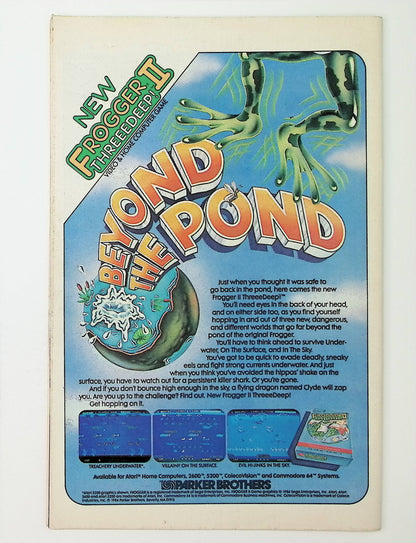 NEW
FROGGER II
THREEEDEEP!
VIDEO & HOME COMPUTER GAME
BEYOND
THE POND
Just when you thought it was safe to
go back in the pond, here comes the new
Frogger II ThreeeDeep!™
You'll need eyes in the back of your head,
and on either side too, as you find yourself
hopping in and out of three new, dangerous,
and different worlds that go far beyond the
pond of the original Frogger.
You'll have to think ahead to survive Under-
water, On The Surface, and In The Sky.
You've got to be quick to evade deadly, sneaky
eels and fight strong currents underwater. And just
when you think you've avoided the hippos' shake on the
surface, you have to watch out for a persistent killer shark. Or you're gone.
And if you don't bounce high enough in the sky, a flying dragon named Clyde will zap
you. Are you up to the challenge? Find out. New Frogger II ThreeeDeep!
Get hopping on it.
TREACHERY UNDERWATER*.
VILLAINY ON THE SURFACE.
EVIL HI-JINKS IN THE SKY.
Available for Atari® Home Computers, 2600™, 5200™, ColecoVision™ and Commodore 64™ Systems.
PARKER BROTHERS